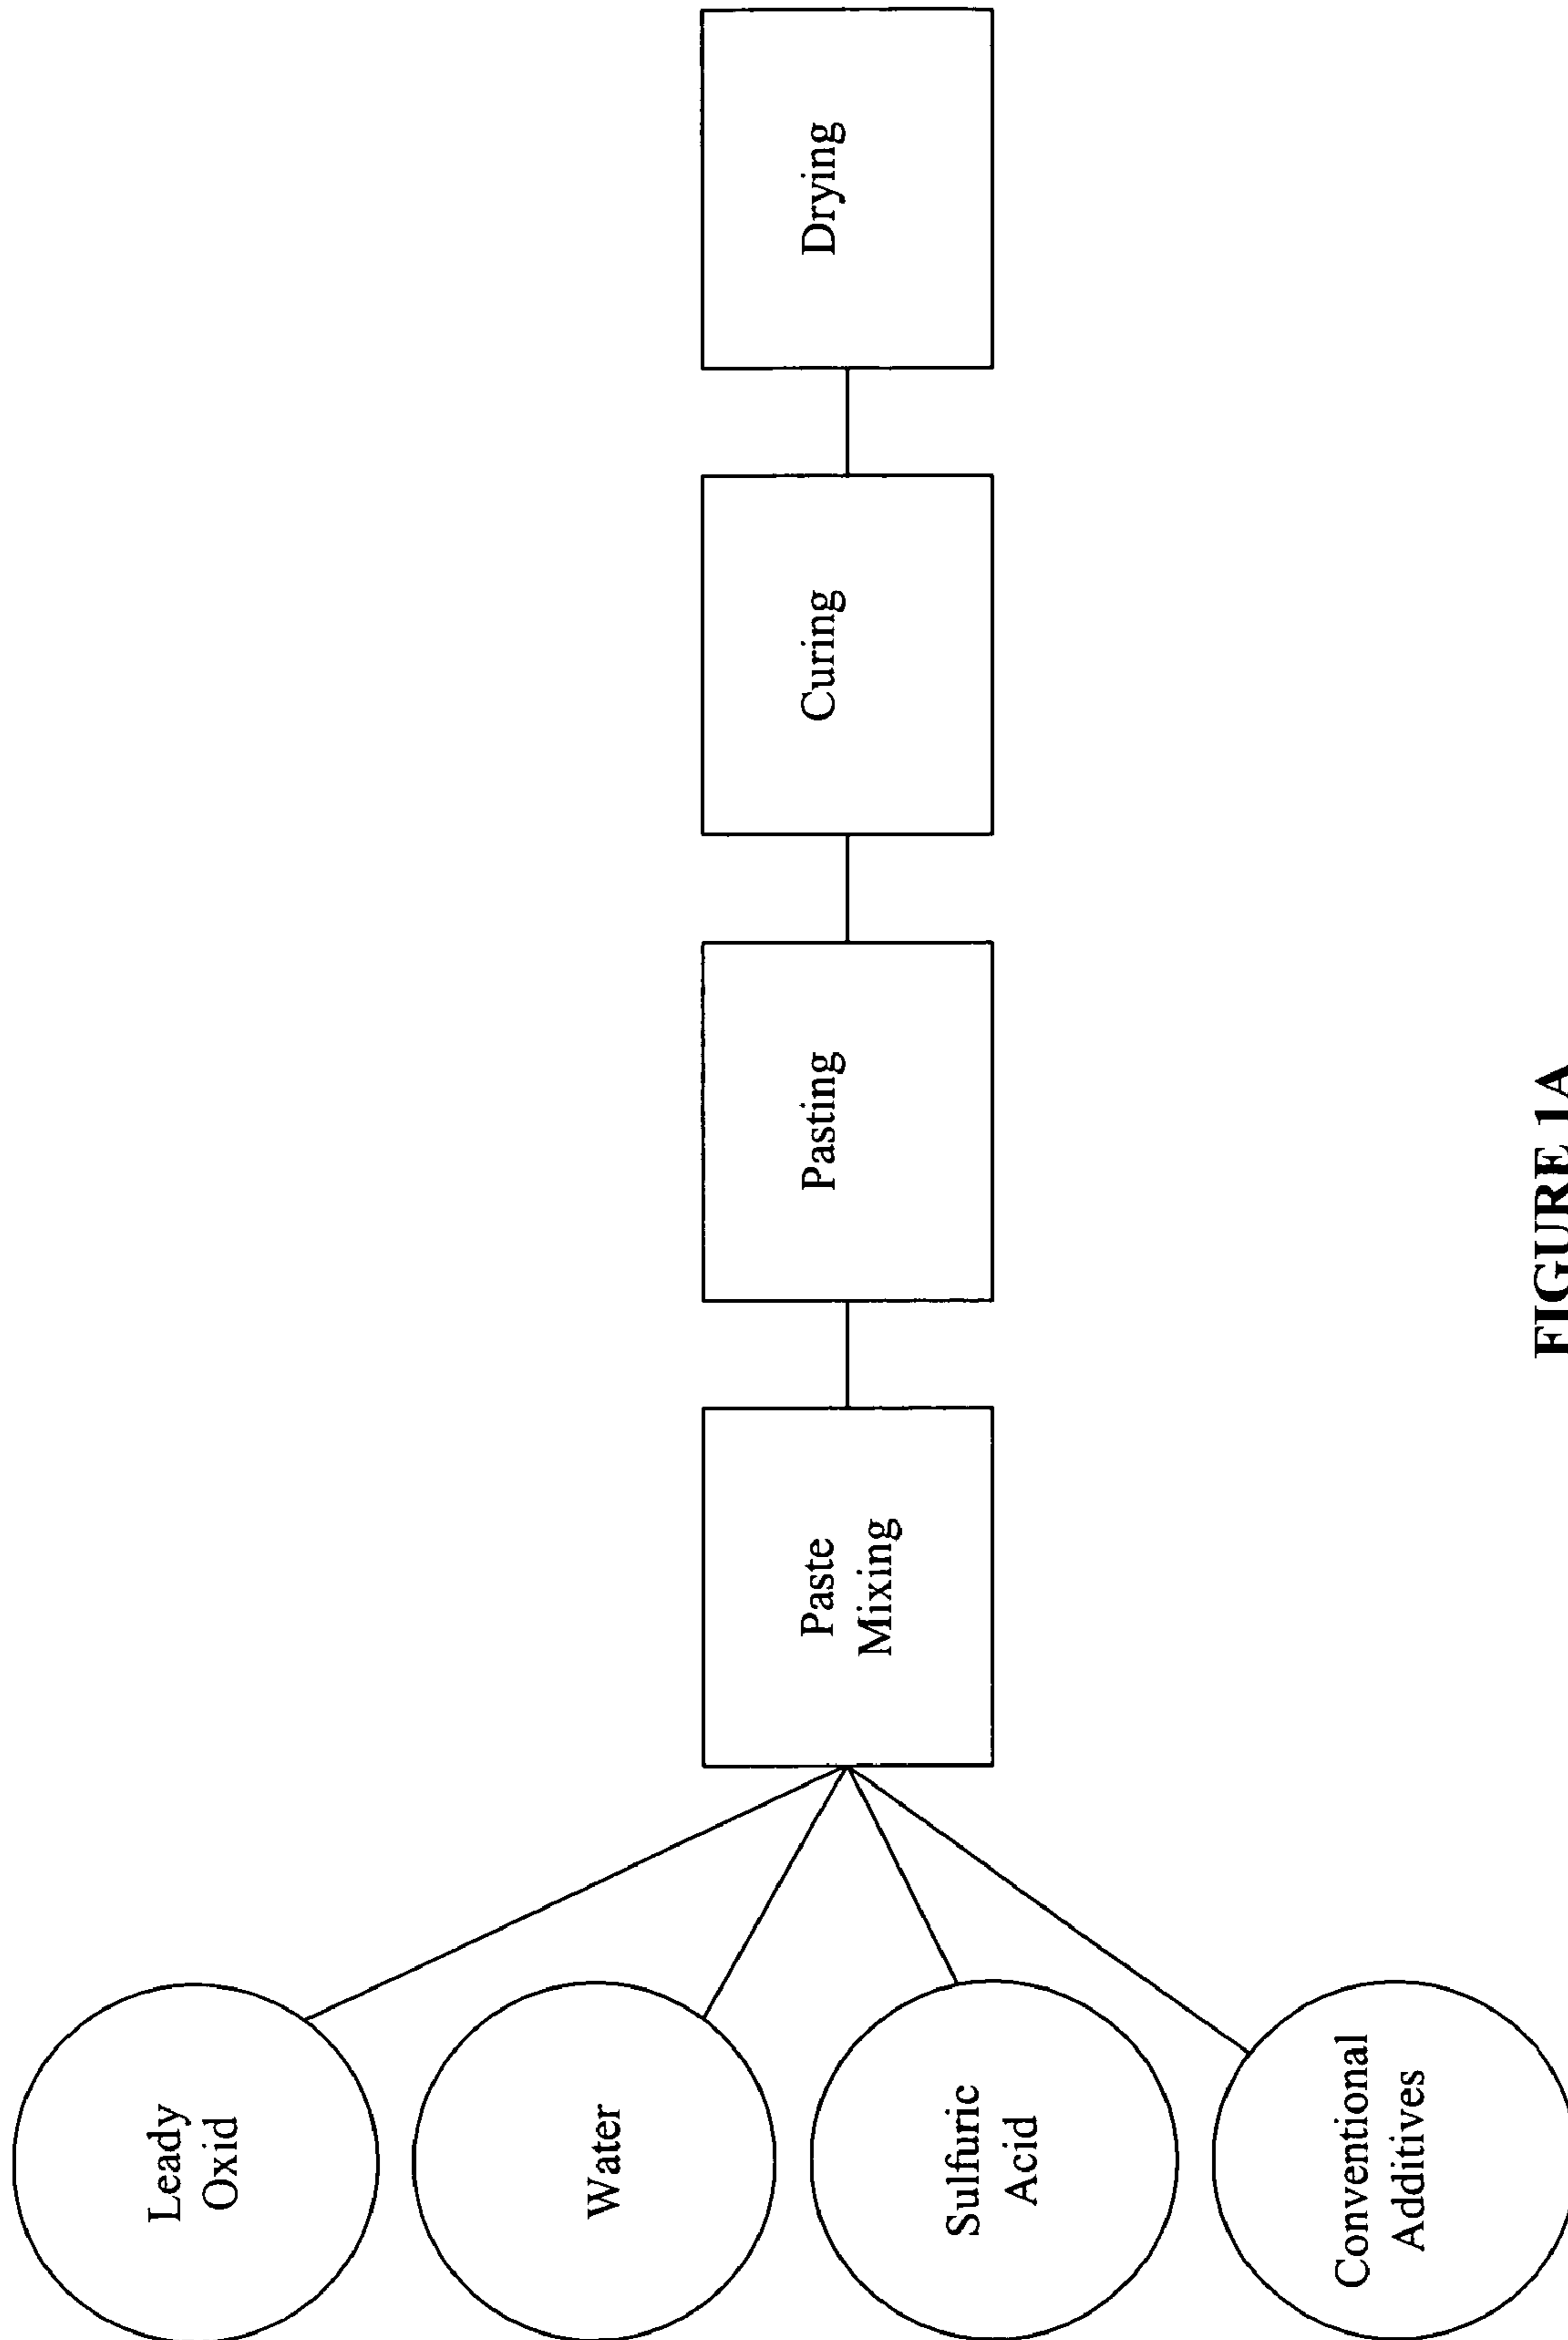 Leady
Oxid
Water
Sulfuric
Acid
Conventional
Additives
Paste
Mixing
Pasting
Curing
Drying
FIGURE 1A